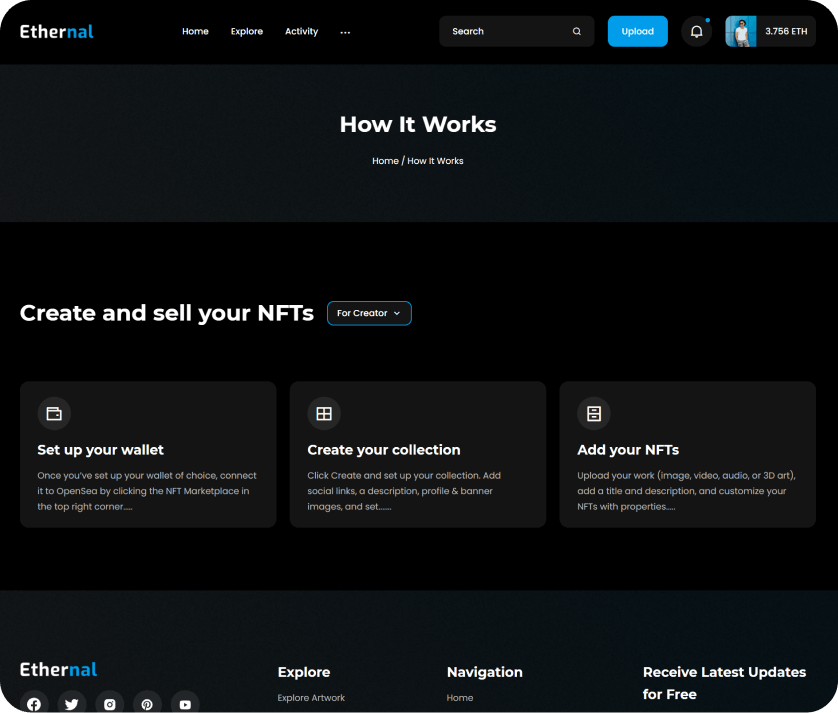 Ethernal
Home Explore Activity ...
Search
Upload
3.756 ETH
How It Works
Home / How It Works
Create and sell your NFTs
For Creator
Set up your wallet
Once you've set up your wallet of choice, connect
it to OpenSea by clicking the NFT Marketplace in
the top right corner.....
Create your collection
Click Create and set up your collection. Add
social links, a description, profile & banner
images, and set......
Add your NFTs
Upload your work (image, video, audio, or 3D art),
add a title and description, and customize your
NFTs with properties.....
Ethernal
Explore
Explore Artwork
Navigation
Home
Receive Latest Updates
for Free